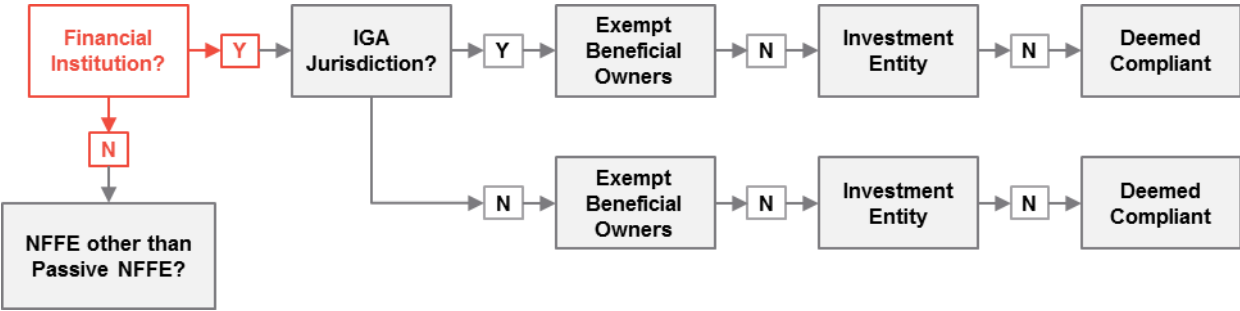 Financial
Institution?
Y
IGA
Jurisdiction?
Y
Exempt
Beneficial
Owners
N
Investment
Entity
N
Deemed
Compliant
N
NFFE other than
Passive NFFE?
N
Exempt
Beneficial
Owners
N
Investment
Entity
N
Deemed
Compliant